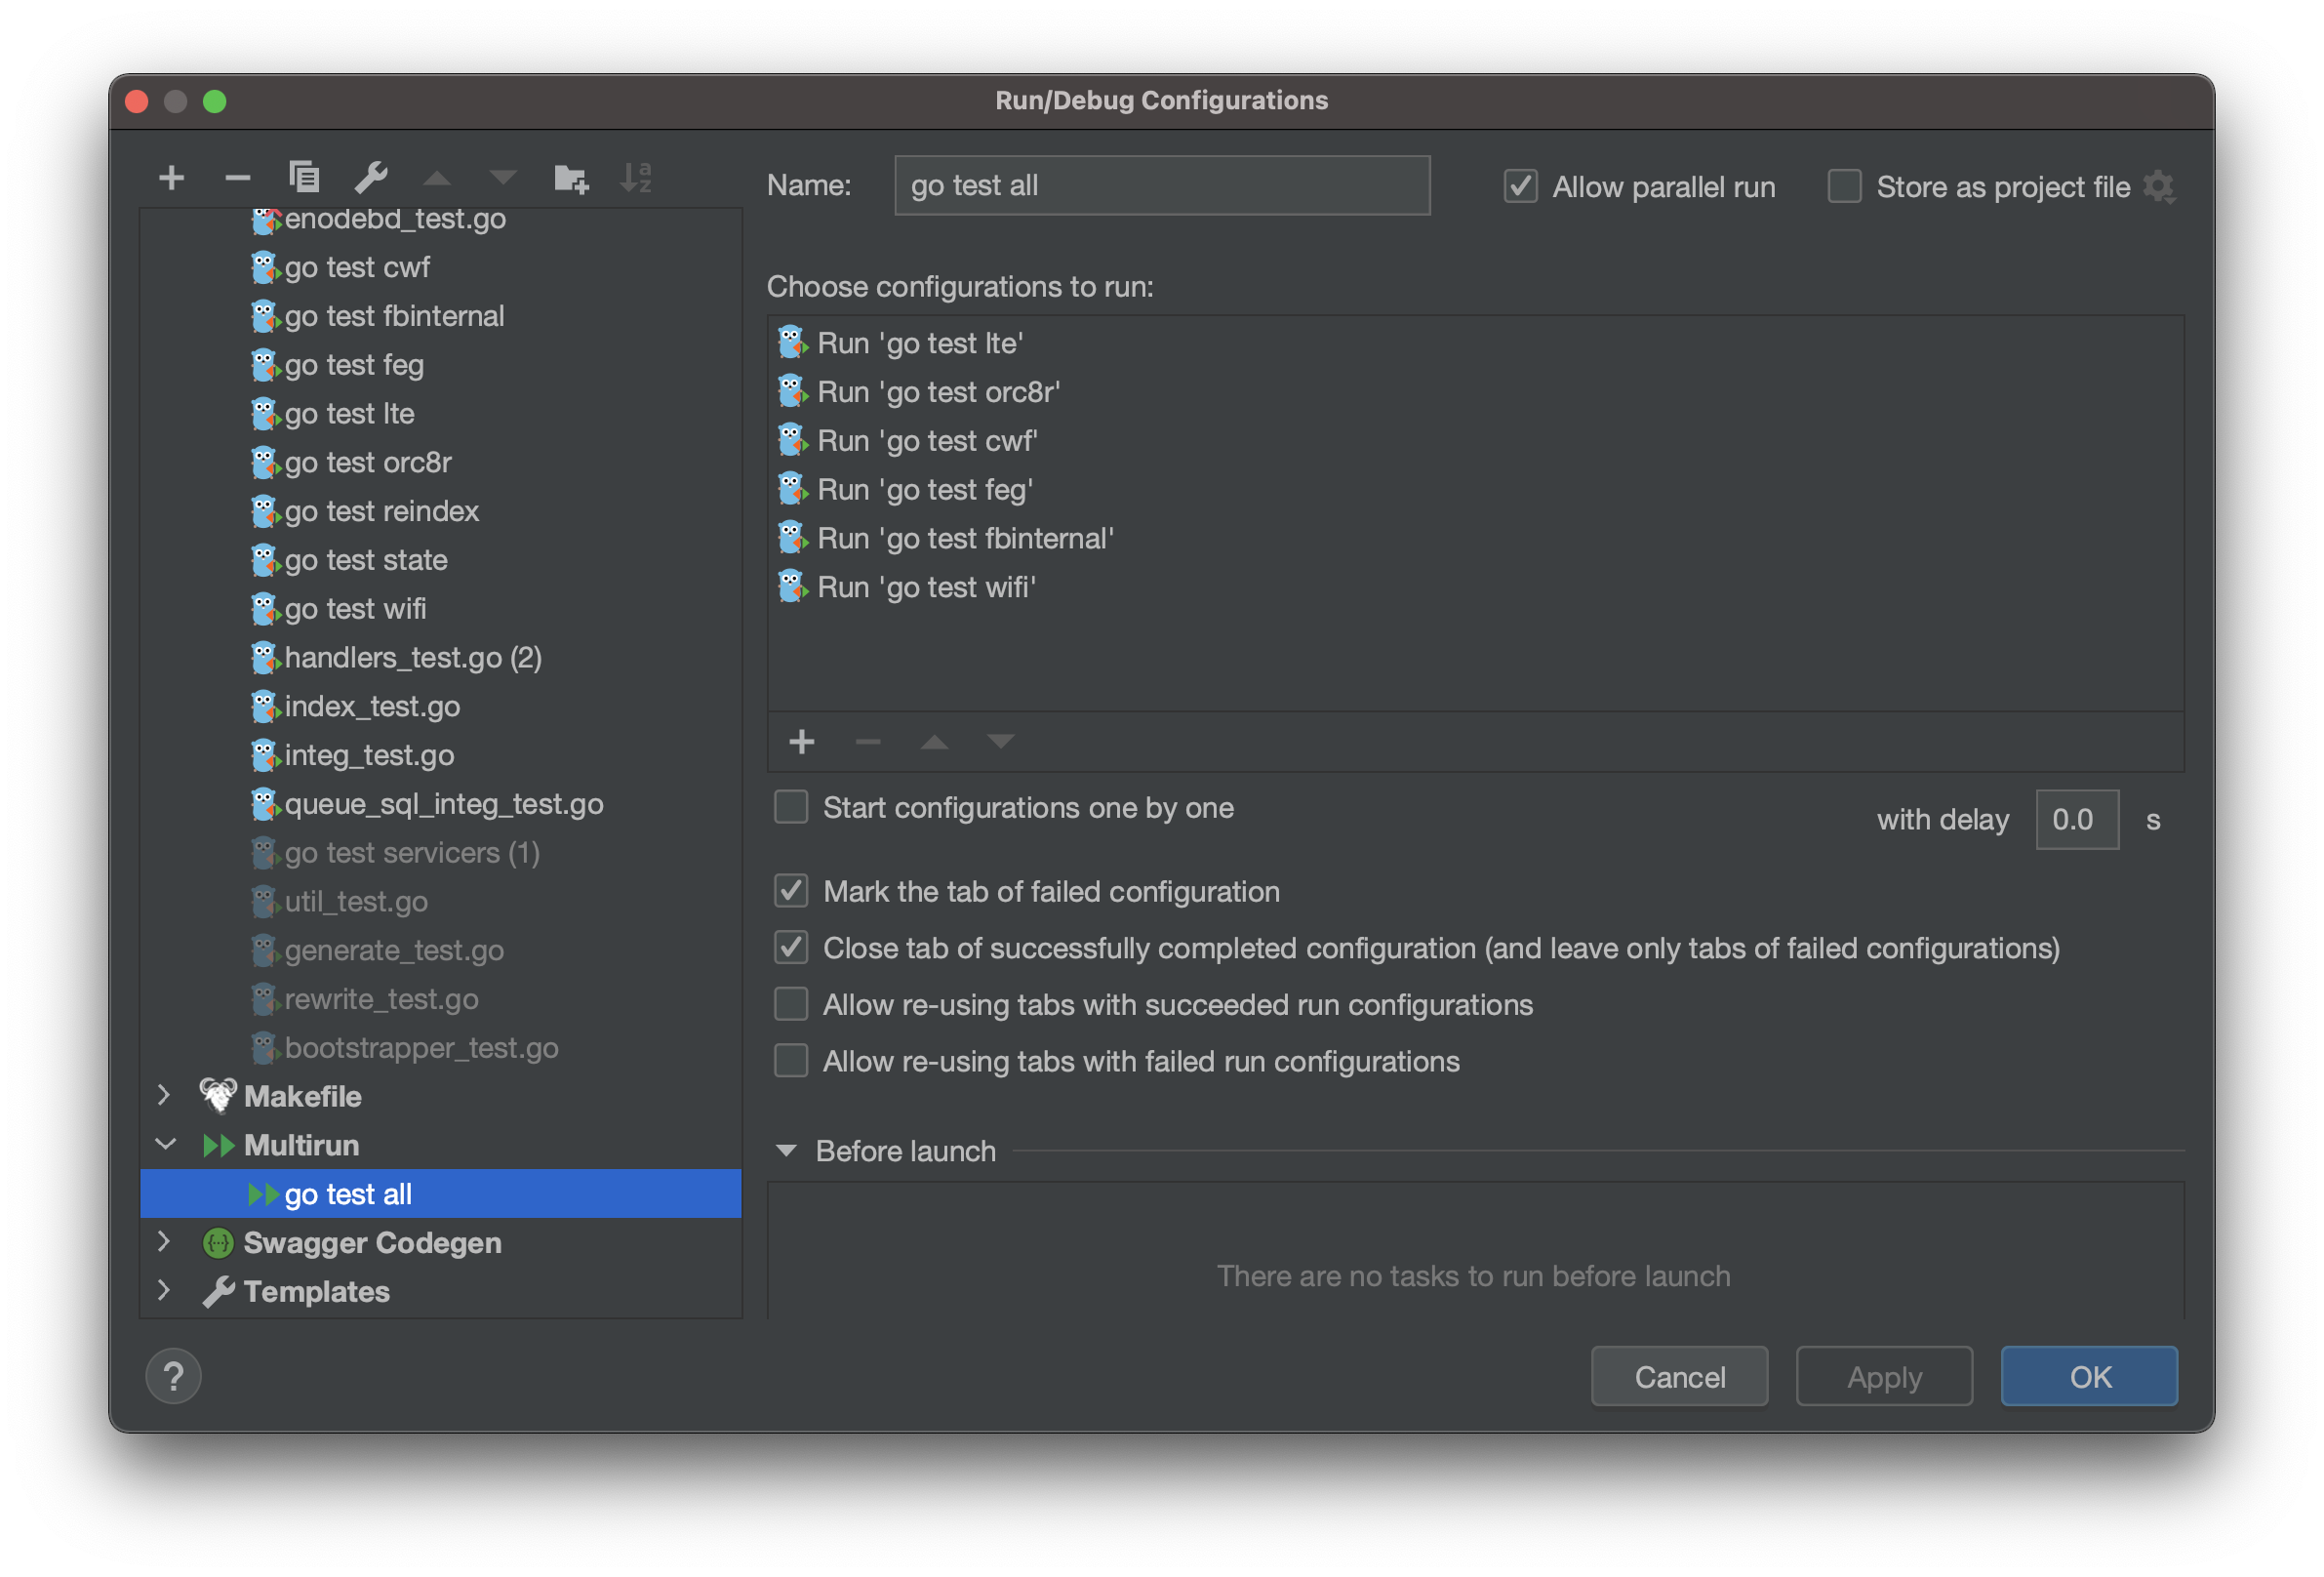 Run/Debug Configurations
Name: go test all
Allow parallel run
Store as project file
enodebd_test.go
go test cwf
go test fbinternal
go test feg
go test lte
go test orc8r
go test reindex
go test state
go test wifi
handlers_test.go (2)
index_test.go
integ_test.go
queue_sql_integ_test.go
go test servicers (1)
util_test.go
generate_test.go
rewrite_test.go
bootstrapper_test.go
Makefile
Multirun
go test all
Swagger Codegen
Templates
Choose configurations to run:
Run 'go test lte'
Run 'go test orc8r'
Run 'go test cwf'
Run 'go test feg'
Run 'go test fbinternal'
Run 'go test wifi'
Start configurations one by one
with delay 0.0 s
Mark the tab of failed configuration
Close tab of successfully completed configuration (and leave only tabs of failed configurations)
Allow re-using tabs with succeeded run configurations
Allow re-using tabs with failed run configurations
Before launch
There are no tasks to run before launch
?
Cancel
Apply
OK